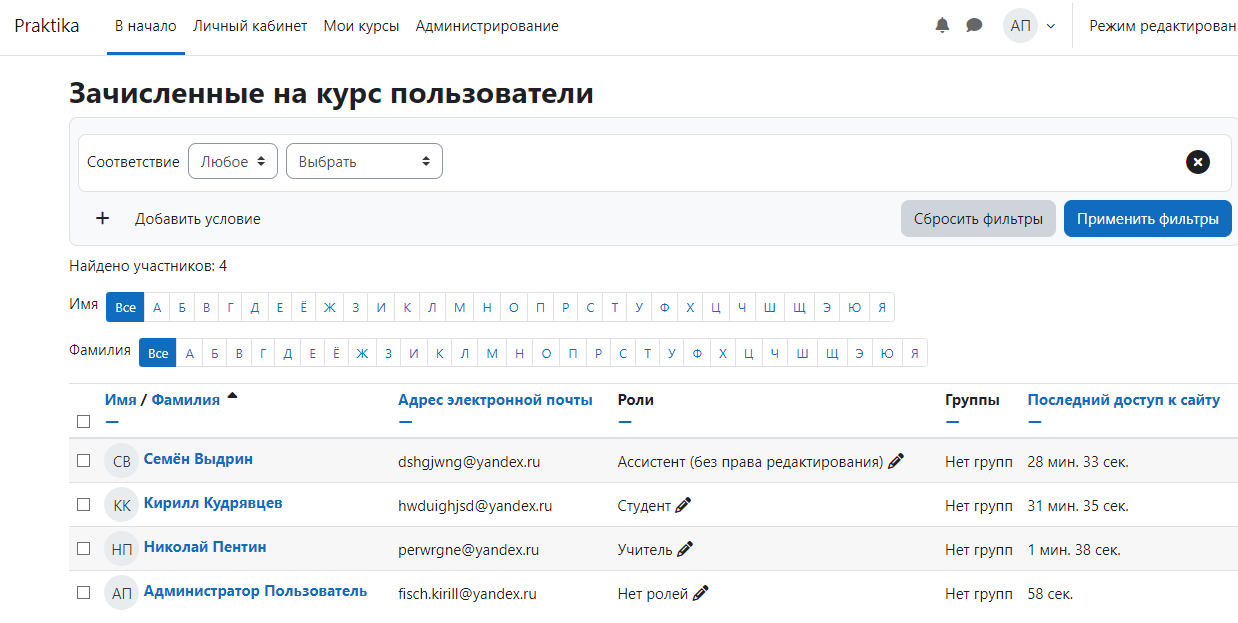 Praktika В начало Личный кабинет Мои курсы Администрирование АП Режим редактирован
Зачисленные на курс пользователи
Соответствие Любое Выбрать
+ Добавить условие Сбросить фильтры Применить фильтры
Найдено участников: 4
Имя Все А Б В Г Д Е Ё Ж З И К Л М Н О П Р С Т У Ф Х Ц Ч Ш Щ Э Ю Я
Фамилия Все А Б В Г Д Е Ё Ж З И К Л М Н О П Р С Т У Ф Х Ц Ч Ш Щ Э Ю Я
Имя / Фамилия Адрес электронной почты Роли Группы Последний доступ к сайту
СВ Семён Выдрин dshgjwng@yandex.ru Ассистент (без права редактирования) Нет групп 28 мин. 33 сек.
КК Кирилл Кудрявцев hwduighjsd@yandex.ru Студент Нет групп 31 мин. 35 сек.
НП Николай Пентин perwrgne@yandex.ru Учитель Нет групп 1 мин. 38 сек.
АП Администратор Пользователь fisch.kirill@yandex.ru Нет ролей Нет групп 58 сек.